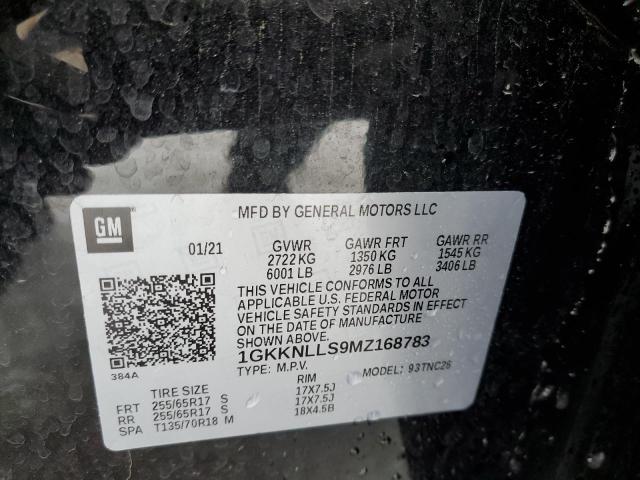 GM
MFD BY GENERAL MOTORS LLC
01/21 GVWR GAWR FRT GAWR RR
2722 KG 1350 KG 1545 KG
6001 LB 2976 LB 3406 LB
THIS VEHICLE CONFORMS TO ALL
APPLICABLE U.S. FEDERAL MOTOR
VEHICLE SAFETY STANDARDS IN EFFECT
ON THE DATE OF MANUFACTURE
SHOWN ABOVE.
1GKKNLLS9MZ168783
384A TYPE: M.P.V. MODEL: 93TNC26
TIRE SIZE RIM
FRT 255/65R17 S 17X7.5J
RR 255/65R17 S 17X7.5J
SPA T135/70R18 M 18X4.5B